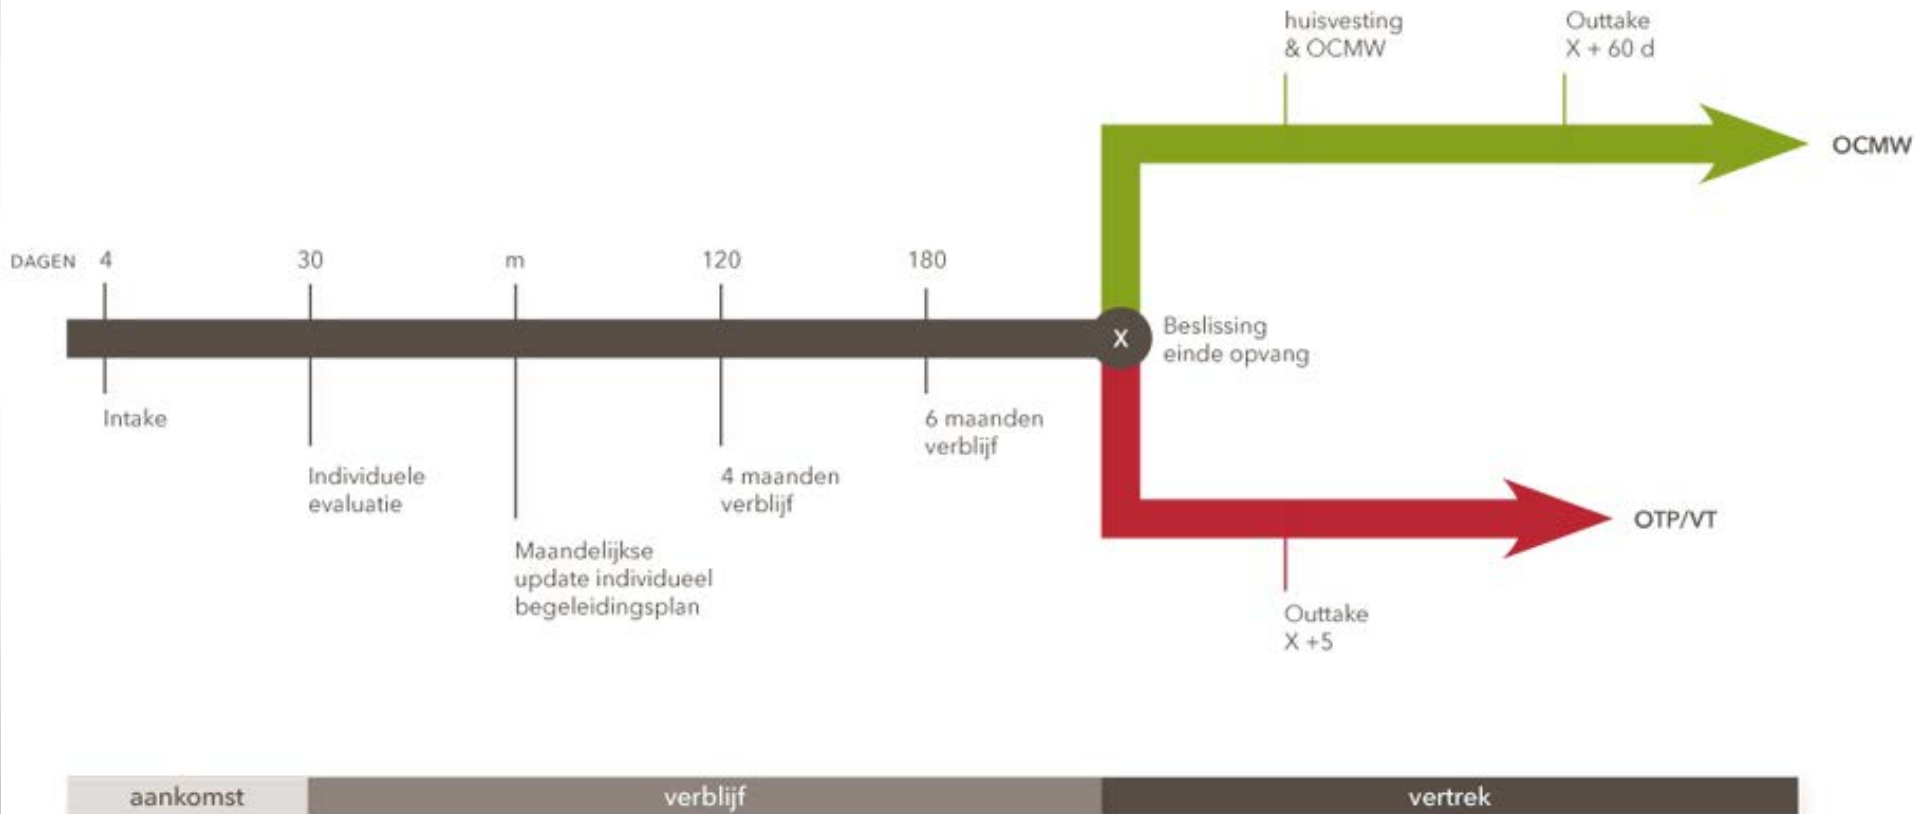 huisvesting
& OCMW
Outtake
X + 60 d
OCMW
DAGEN 4 30 m 120 180
X
Beslissing
einde opvang
Intake
Individuele
evaluatie
Maandelijkse
update individueel
begeleidingsplan
4 maanden
verblijf
6 maanden
verblijf
OTP/VT
Outtake
X +5
aankomst verblijf vertrek